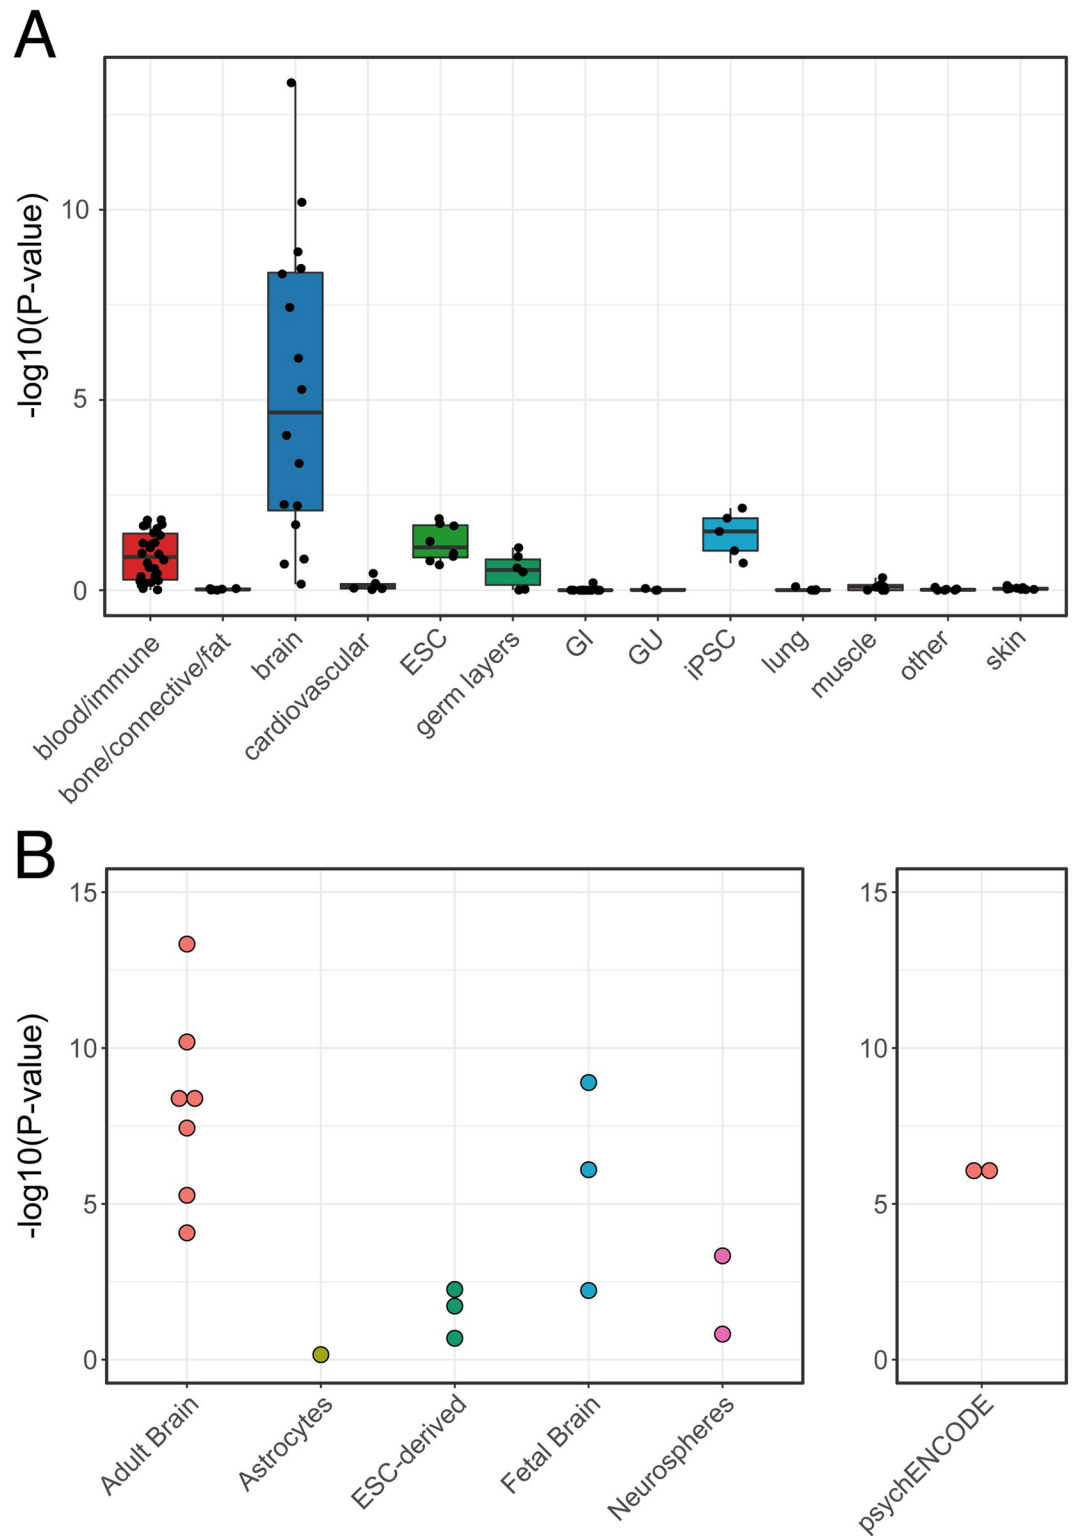 A
-log10(P-value)
10
5
0
blood/immune
bone/connective/fat
brain
cardiovascular
ESC
germ layers
GI
GU
iPSC
lung
muscle
other
skin
B
-log10(P-value)
15
10
5
0
Adult Brain
Astrocytes
ESC-derived
Fetal Brain
Neurospheres
15
10
5
0
psychENCODE